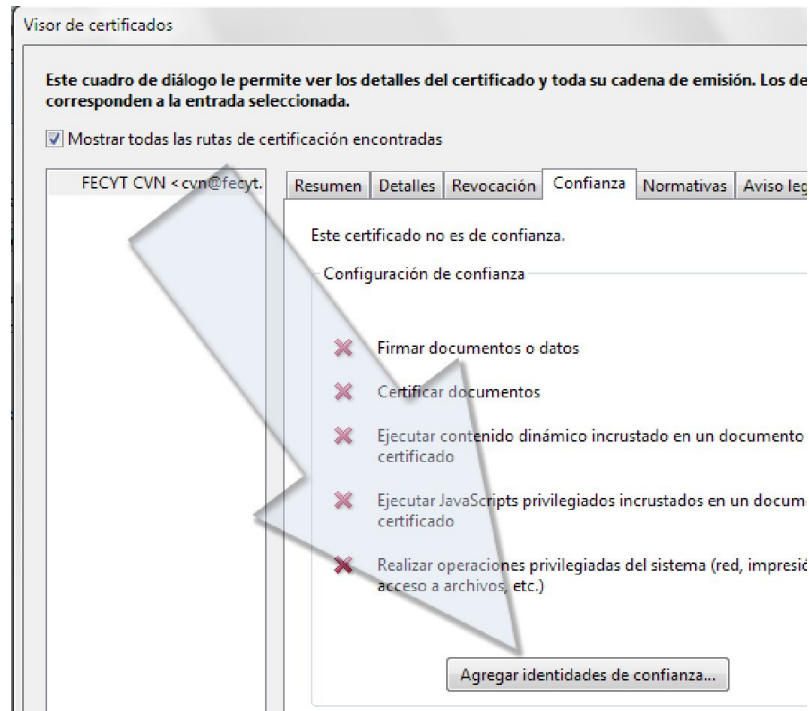 Visor de certificados
Este cuadro de diálogo le permite ver los detalles del certificado y toda su cadena de emisión. Los de
corresponden a la entrada seleccionada.
Mostrar todas las rutas de certificación encontradas
FECYT CVN <cvn@fecyt.
Resumen Detalles Revocación Confianza Normativas Aviso leg
Este certificado no es de confianza.
Configuración de confianza
Firmar documentos o datos
Certificar documentos
Ejecutar contenido dinámico incrustado en un documento
certificado
Ejecutar JavaScripts privilegiados incrustados en un docum
certificado
Realizar operaciones privilegiadas del sistema (red, impresió
acceso a archivos, etc.)
Agregar identidades de confianza...